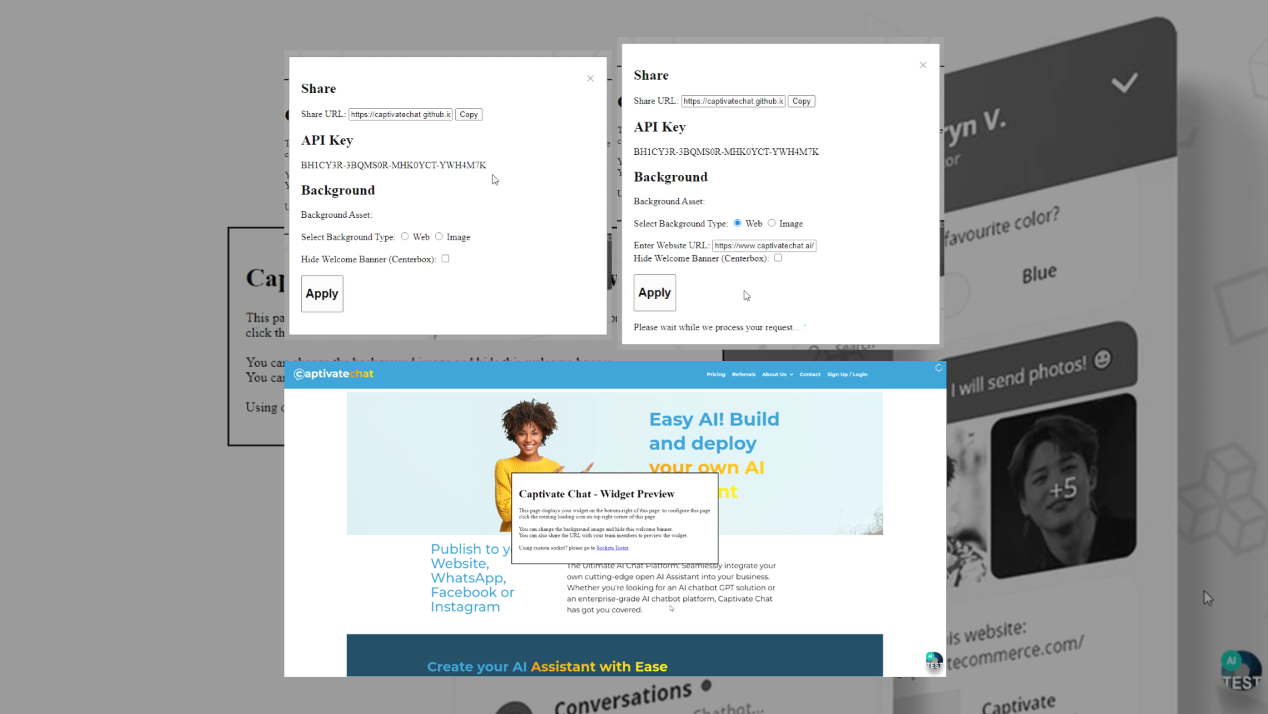 Share
Share URL: https://captivatechat.github.ic Copy
API Key
BH1CY3R-3BQMS0R-MHK0YCT-YWH4M7K
Background
Background Asset:
Select Background Type: Web Image
Hide Welcome Banner (Centerbox):
Apply
Share
Share URL: https://captivatechat.github.ic Copy
API Key
BH1CY3R-3BQMS0R-MHK0YCT-YWH4M7K
Background
Background Asset:
Select Background Type: Web Image
Enter Website URL: https://www.captivatechat.ai/
Hide Welcome Banner (Centerbox):
Apply
Please wait while we process your request...
ryn V.
favourite color?
Blue
I will send photos!
+5
This pa
click th
You can
Using
captivatechat
Pricing Referrals About Us Contact Sign Up / Login
Easy AI! Build
and deploy
your own AI
nt
Captivate Chat - Widget Preview
This page displays your widget on the bottom-right of this page. to configure this page
click the rotating loading icon on top right corner of this page.
You can change the background image and hide this welcome banner.
You can also share the URL with your team members to preview the widget.
Using custom socket? please go to Sockets Tester
Publish to y
Website,
WhatsApp,
Facebook or
Instagram
The Ultimate AI Chat Platform: Seamlessly integrate your
own cutting-edge open AI Assistant into your business.
Whether you're looking for an AI chatbot GPT solution or
an enterprise-grade AI chatbot platform, Captivate Chat
has got you covered.
Create your AI Assistant with Ease
AI
TEST
his website:
tecommerce.com/
Captivate
AI
TEST
Conversations
Chatbot...